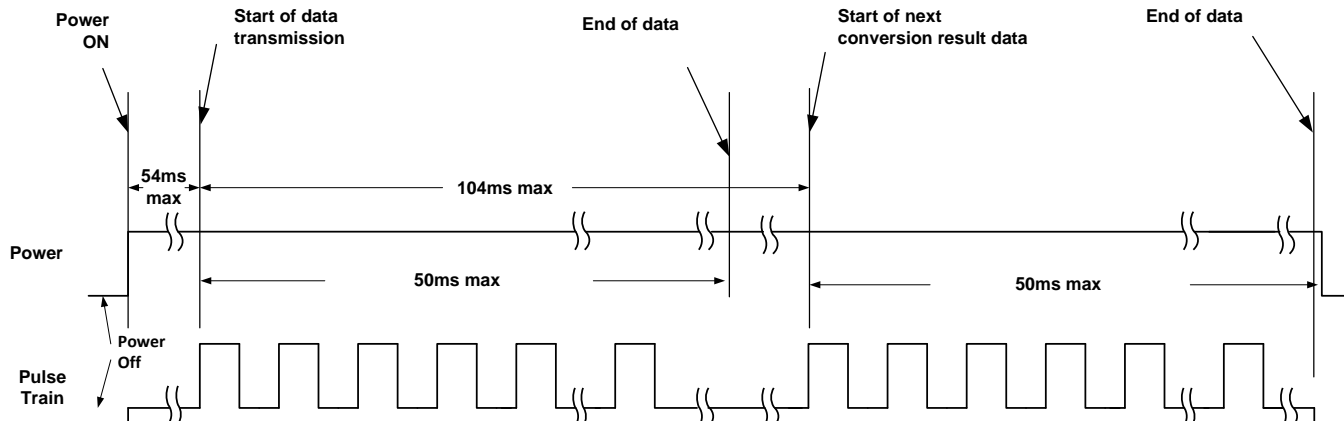 Power
ON
Start of data
transmission
End of data
Start of next
conversion result data
End of data
54ms
max
104ms max
Power
50ms max
50ms max
Power
Off
Pulse
Train